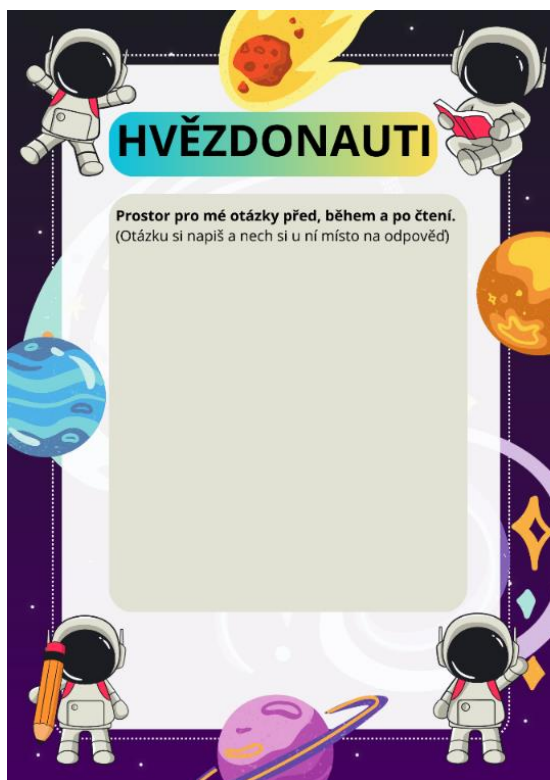 HVĚZDONAUTI
Prostor pro mé otázky před, během a po čtení.
(Otázku si napiš a nech si u ní místo na odpověď)